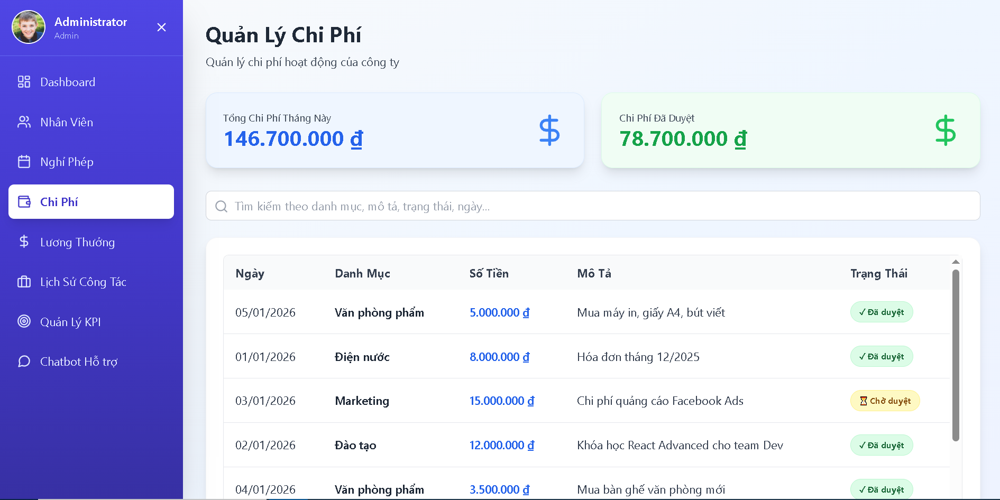 Administrator
Admin
Dashboard
Nhân Viên
Nghỉ Phép
Chi Phí
Lương Thưởng
Lịch Sử Công Tác
Quản Lý KPI
Chatbot Hỗ trợ
Quản Lý Chi Phí
Quản lý chi phí hoạt động của công ty
Tổng Chi Phí Tháng Này
146.700.000 ₫
Chi Phí Đã Duyệt
78.700.000 ₫
Tìm kiếm theo danh mục, mô tả, trạng thái, ngày...
Ngày Danh Mục Số Tiền Mô Tả Trạng Thái
05/01/2026 Văn phòng phẩm 5.000.000 ₫ Mua máy in, giấy A4, bút viết ✓ Đã duyệt
01/01/2026 Điện nước 8.000.000 ₫ Hóa đơn tháng 12/2025 ✓ Đã duyệt
03/01/2026 Marketing 15.000.000 ₫ Chi phí quảng cáo Facebook Ads ⏳ Chờ duyệt
02/01/2026 Đào tạo 12.000.000 ₫ Khóa học React Advanced cho team Dev ✓ Đã duyệt
04/01/2026 Văn phòng phẩm 3.500.000 ₫ Mua bàn ghế văn phòng mới ✓ Đã duyệt